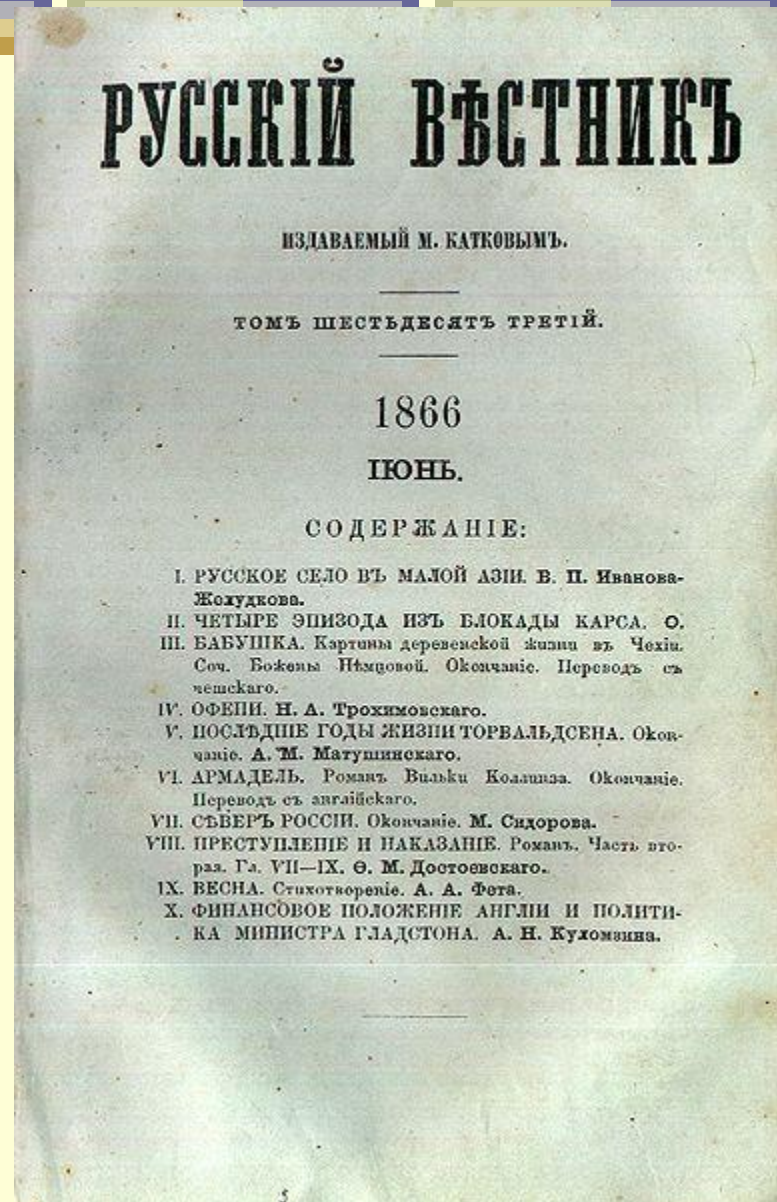 РУССКІЙ ВѢСТНИКЪ
ИЗДАВАЕМЫЙ М. КАТКОВЫМЪ.
ТОМЪ ШЕСТЬДЕСЯТЪ ТРЕТІЙ.
1866
ІЮНЬ.
СОДЕРЖАНІЕ:
I. РУССКОЕ СЕЛО ВЪ МАЛОЙ АЗІИ. В. П. Иванова-
Желудкова.
II. ЧЕТЫРЕ ЭПИЗОДА ИЗЪ БЛОКАДЫ КАРСА. О.
III. БАБУШКА. Картины деревенской жизни въ Чехіи.
Соч. Божены Нѣмцовой. Окончаніе. Переводъ съ
чешскаго.
IV. ОФЕНИ. Н. А. Трохимовскаго.
V. ПОСЛѢДНІЕ ГОДЫ ЖИЗНИ ТОРВАЛЬДСЕНА. Окон-
чаніе. А. М. Матушинскаго.
VI. АРМАДЕЛЬ. Романъ Вильки Коллинза. Окончаніе.
Переводъ съ англійскаго.
VII. СѢВЕРЪ РОССІИ. Окончаніе. М. Сидорова.
VIII. ПРЕСТУПЛЕНІЕ И НАКАЗАНІЕ. Романъ. Часть вто-
рая. Гл. VII—IX. Ѳ. М. Достоевскаго.
IX. ВЕСНА. Стихотвореніе. А. А. Фета.
X. ФИНАНСОВОЕ ПОЛОЖЕНІЕ АНГЛІИ И ПОЛИТИ-
КА МИНИСТРА ГЛАДСТОНА. А. Н. Куломзина.
5